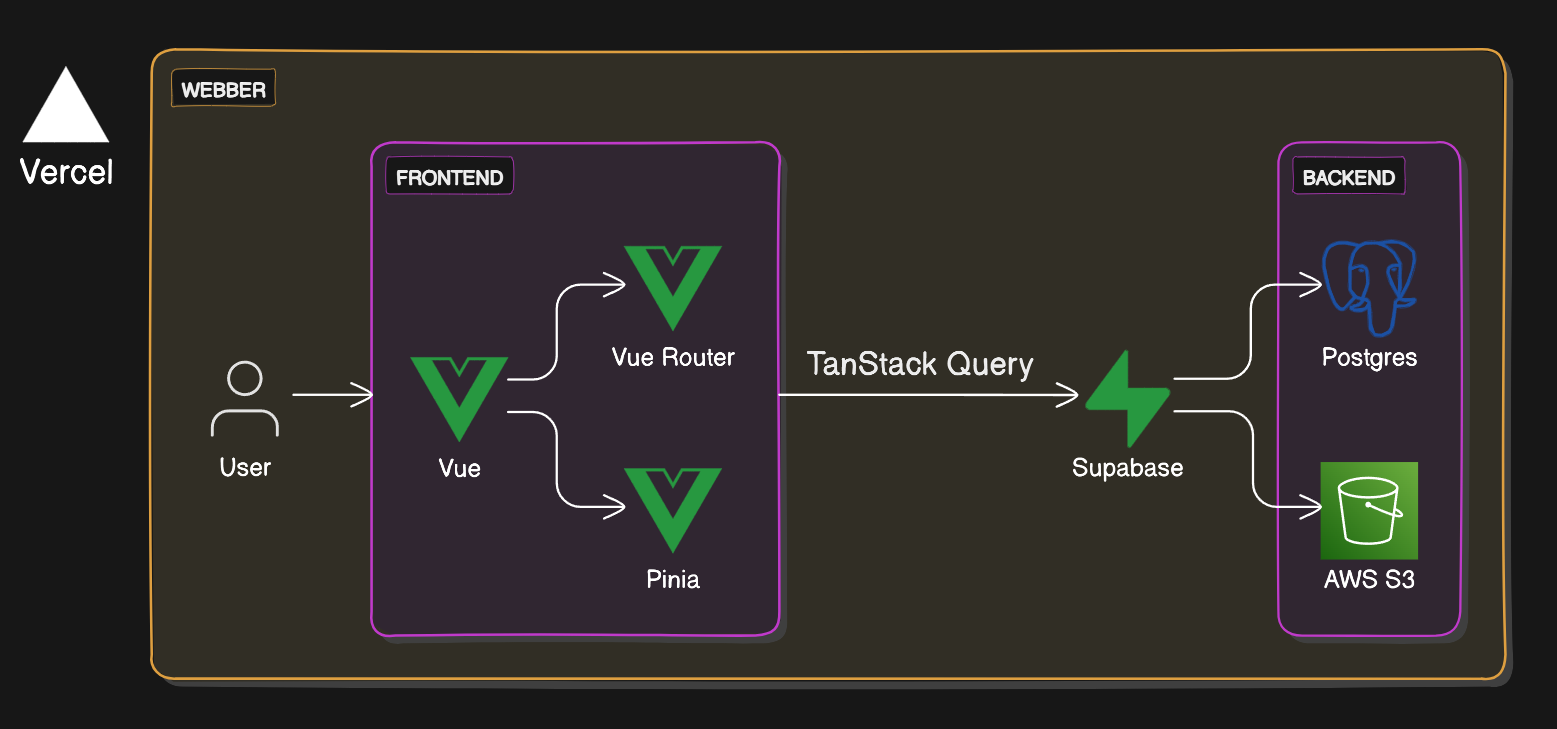 Vercel
WEBBER
FRONTEND
BACKEND
Vue Router
TanStack Query
Postgres
User
Vue
Supabase
Pinia
AWS S3